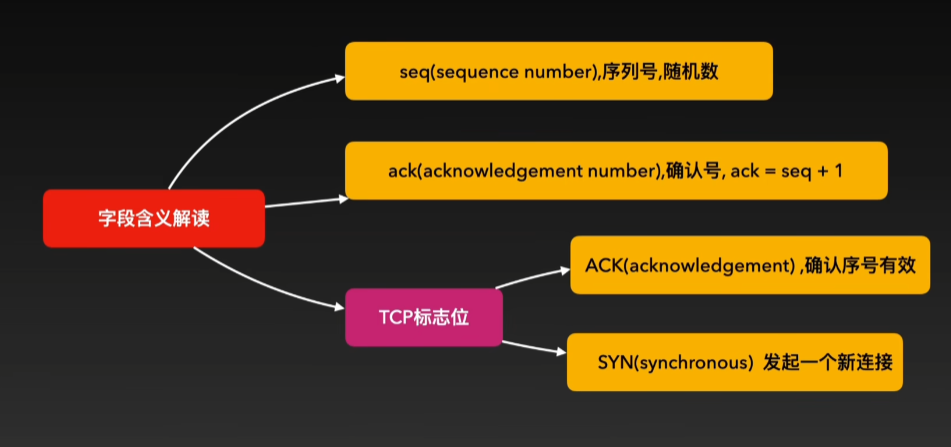 seq(sequence number),序列号,随机数
ack(acknowledgement number),确认号, ack = seq + 1
字段含义解读
ACK(acknowledgement) ,确认序号有效
TCP标志位
SYN(synchronous) 发起一个新连接